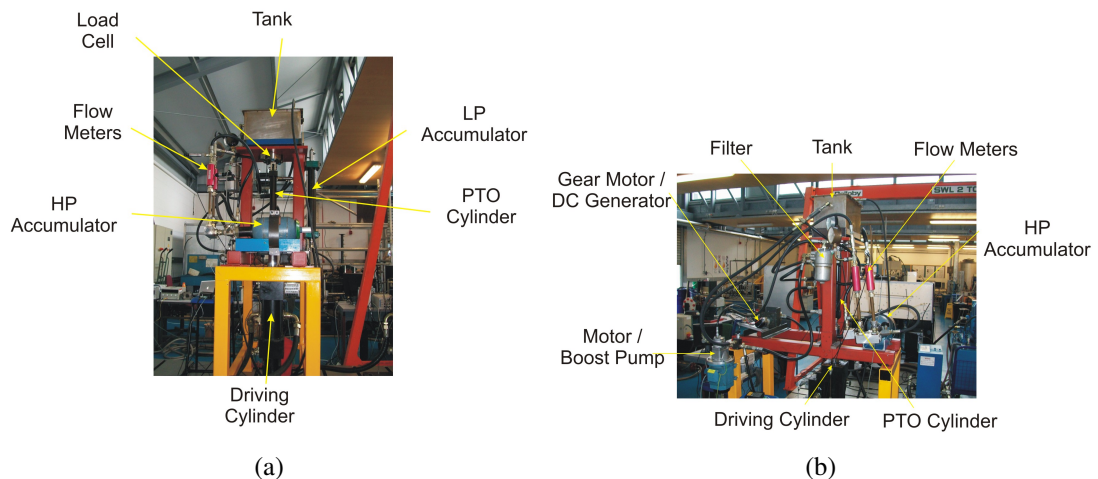 Load
Cell
Tank
Flow
Meters
LP
Accumulator
HP
Accumulator
PTO
Cylinder
Driving
Cylinder
(a)
Filter
Tank
Flow Meters
Gear Motor /
DC Generator
SWL 2 TO
HP
Accumulator
Motor /
Boost Pump
Driving Cylinder
PTO Cylinder
(b)